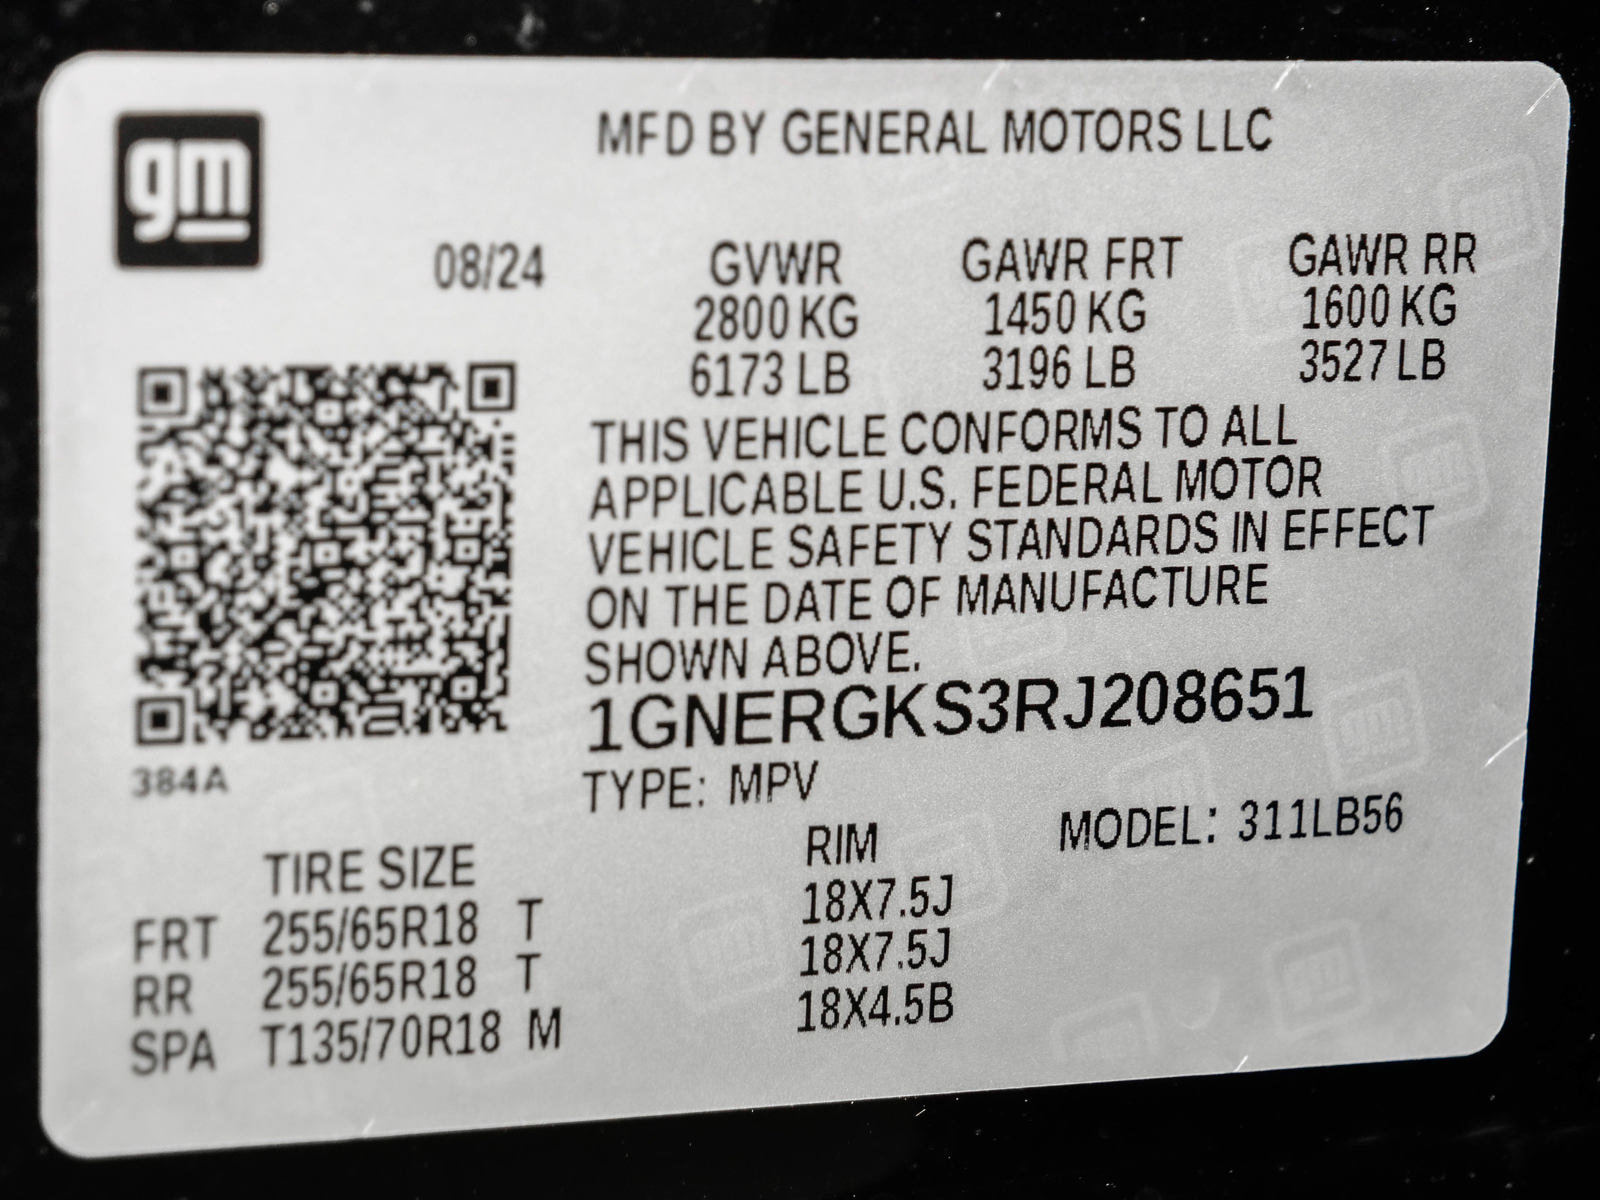 gm
MFD BY GENERAL MOTORS LLC
08/24 GVWR GAWR FRT GAWR RR
2800 KG 1450 KG 1600 KG
6173 LB 3196 LB 3527 LB
THIS VEHICLE CONFORMS TO ALL
APPLICABLE U.S. FEDERAL MOTOR
VEHICLE SAFETY STANDARDS IN EFFECT
ON THE DATE OF MANUFACTURE
SHOWN ABOVE.
1GNERGKS3RJ208651
384A
TYPE: MPV
MODEL: 311LB56
TIRE SIZE RIM
FRT 255/65R18 T 18X7.5J
RR 255/65R18 T 18X7.5J
SPA T135/70R18 M 18X4.5B